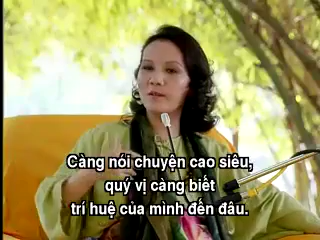 Càng nói chuyện cao siêu,
quý vị càng biết
trí huệ của mình đến đâu.